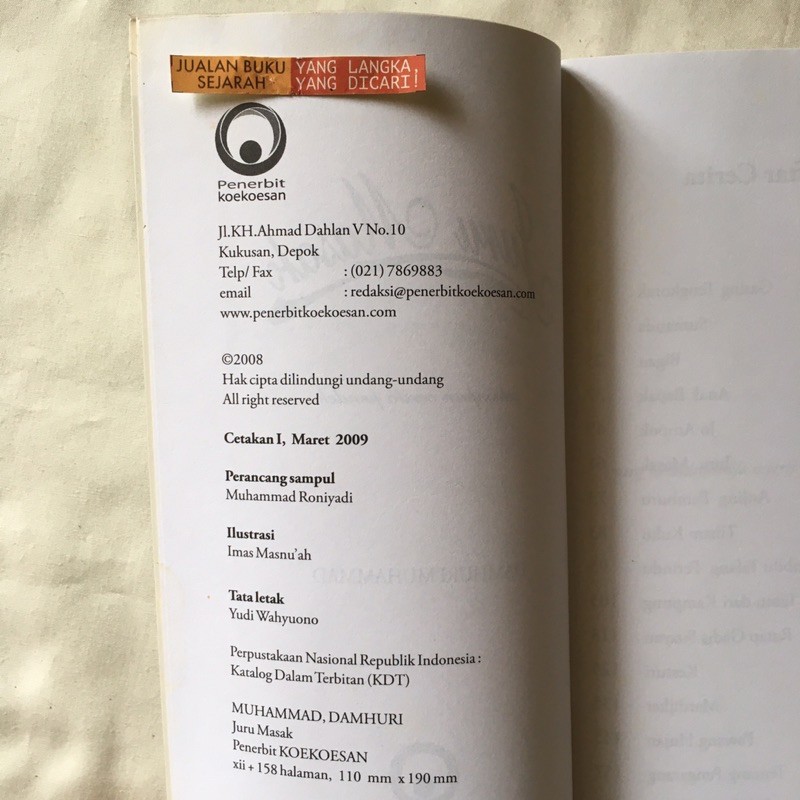 JUALAN BUKU SEJARAH
YANG LANGKA, YANG DICARI!
Penerbit
koekoesan
Jl.KH.Ahmad Dahlan V No.10
Kukusan, Depok
Telp/ Fax : (021) 7869883
email : redaksi@penerbitkoekoesan.com
www.penerbitkoekoesan.com
©2008
Hak cipta dilindungi undang-undang
All right reserved
Cetakan I, Maret 2009
Perancang sampul
Muhammad Roniyadi
Ilustrasi
Imas Masnu'ah
Tata letak
Yudi Wahyuono
Perpustakaan Nasional Republik Indonesia :
Katalog Dalam Terbitan (KDT)
MUHAMMAD, DAMHURI
Juru Masak
Penerbit KOEKOESAN
xii + 158 halaman, 110 mm x 190 mm